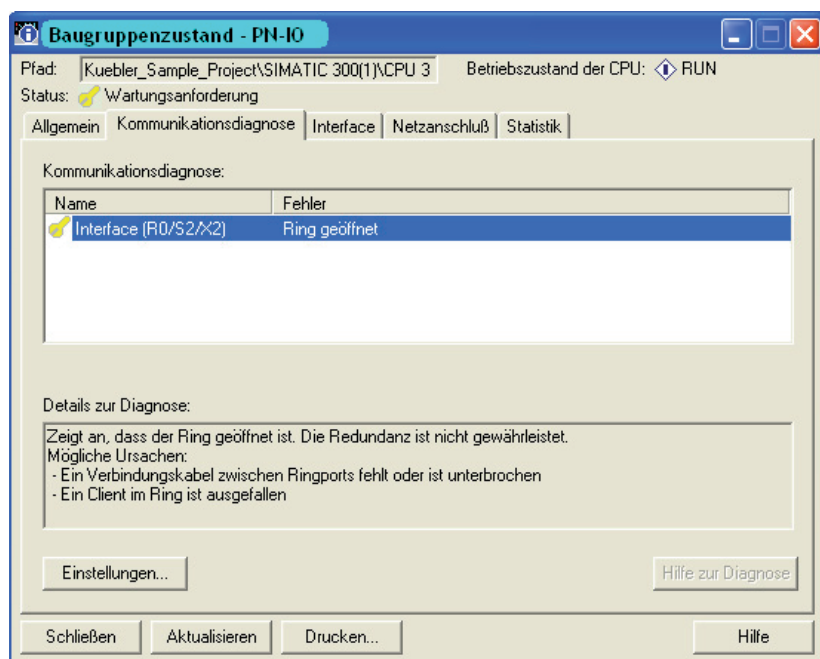 Baugruppenzustand - PN-IO
Pfad: Kuebler_Sample_Project\SIMATIC 300(1)\CPU 3 Betriebszustand der CPU: RUN
Status: Wartungsanforderung
Allgemein Kommunikationsdiagnose Interface Netzanschluß Statistik
Kommunikationsdiagnose:
Name Fehler
Interface (R0/S2/X2) Ring geöffnet
Details zur Diagnose:
Zeigt an, dass der Ring geöffnet ist. Die Redundanz ist nicht gewährleistet.
Mögliche Ursachen:
- Ein Verbindungskabel zwischen Ringports fehlt oder ist unterbrochen
- Ein Client im Ring ist ausgefallen
Einstellungen... Hilfe zur Diagnose
Schließen Aktualisieren Drucken... Hilfe